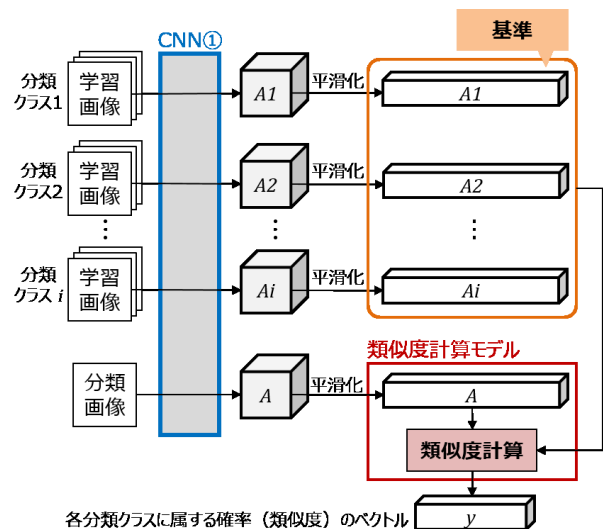 基準
CNN①
分類
クラス1
学習
画像
A1
平滑化
A1
分類
クラス2
学習
画像
A2
平滑化
A2
⋮
⋮
⋮
分類
クラス i
学習
画像
Ai
平滑化
Ai
類似度計算モデル
分類
画像
A
平滑化
A
類似度計算
各分類クラスに属する確率（類似度）のベクトル
y